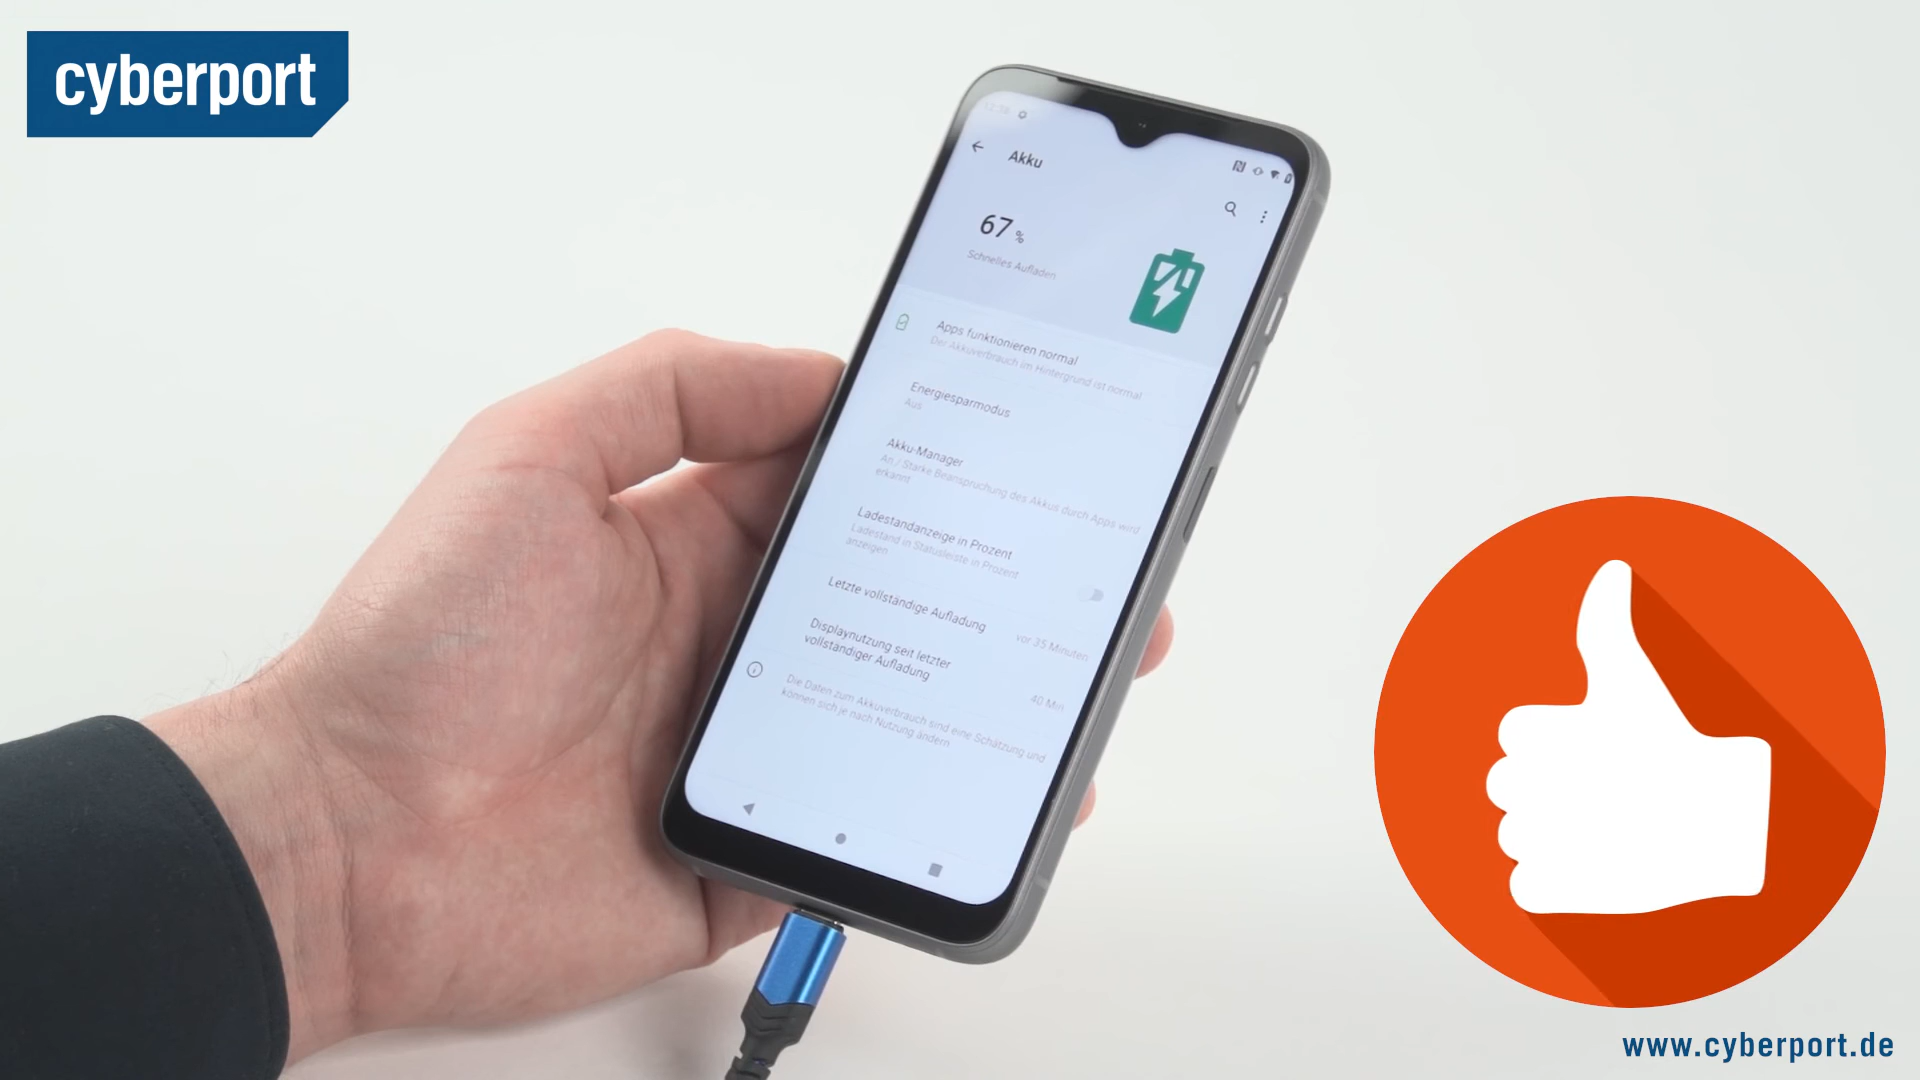 cyberport
12:58
Akku
67 %
Schnelles Aufladen
Apps funktionieren normal
Der Akkuverbrauch im Hintergrund ist normal
Energiesparmodus
Aus
Akku-Manager
An / Starke Beanspruchung des Akkus durch Apps wird
erkannt
Ladestandanzeige in Prozent
Ladestand in Statusleiste in Prozent
anzeigen
Letzte vollständige Aufladung
vor 35 Minuten
Displaynutzung seit letzter
vollständiger Aufladung
40 Min
Die Daten zum Akkuverbrauch sind eine Schätzung und
können sich je nach Nutzung ändern
www.cyberport.de